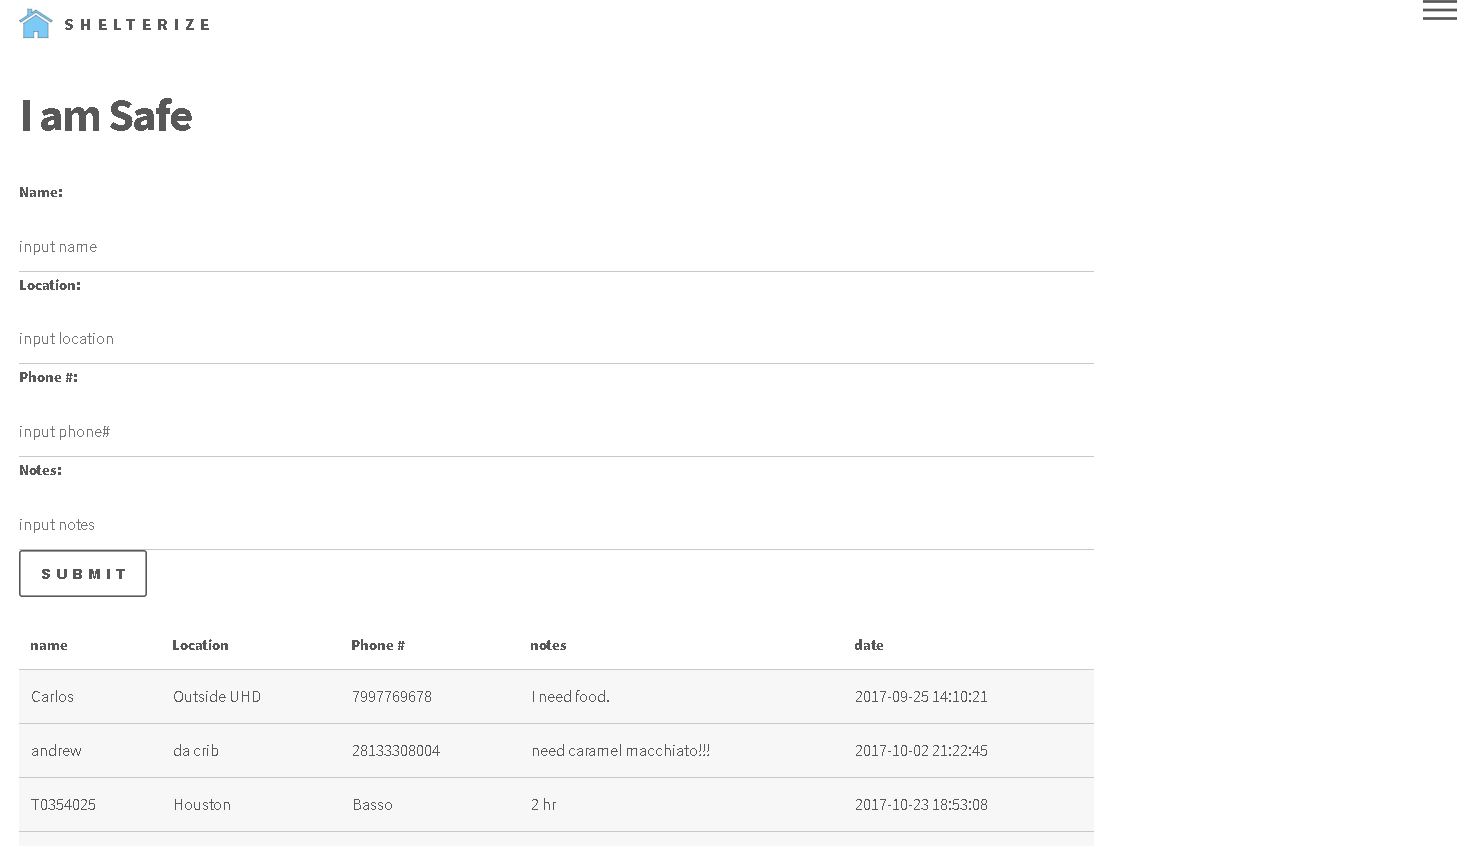 SHELTERIZE
I am Safe
Name:
input name
Location:
input location
Phone #:
input phone#
Notes:
input notes
SUBMIT
name Location Phone # notes date
Carlos Outside UHD 7997769678 I need food. 2017-09-25 14:10:21
andrew da crib 28133308004 need caramel macchiato!!! 2017-10-02 21:22:45
T0354025 Houston Basso 2 hr 2017-10-23 18:53:08